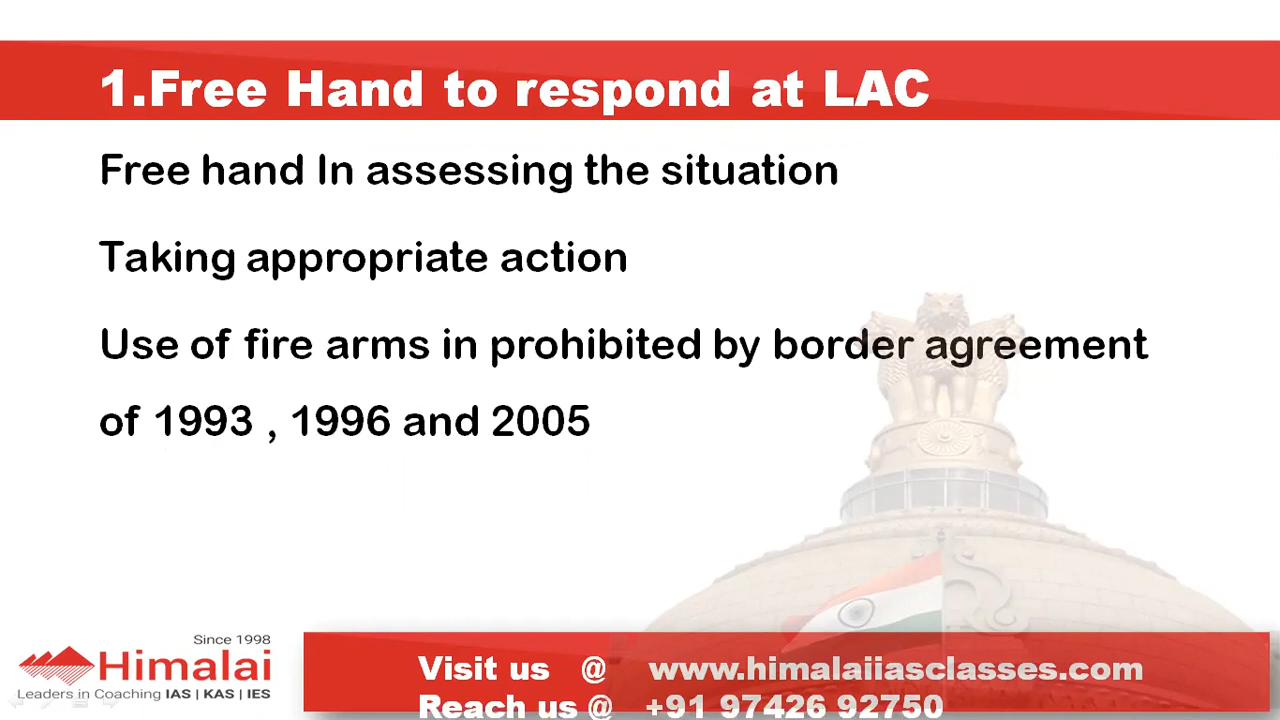 1.Free Hand to respond at LAC
Free hand In assessing the situation
Taking appropriate action
Use of fire arms in prohibited by border agreement
of 1993 , 1996 and 2005
Since 1998
Himalai
Leaders in Coaching IAS | KAS | IES
Visit us @ www.himalaiiasclasses.com
Reach us @ +91 97426 92750